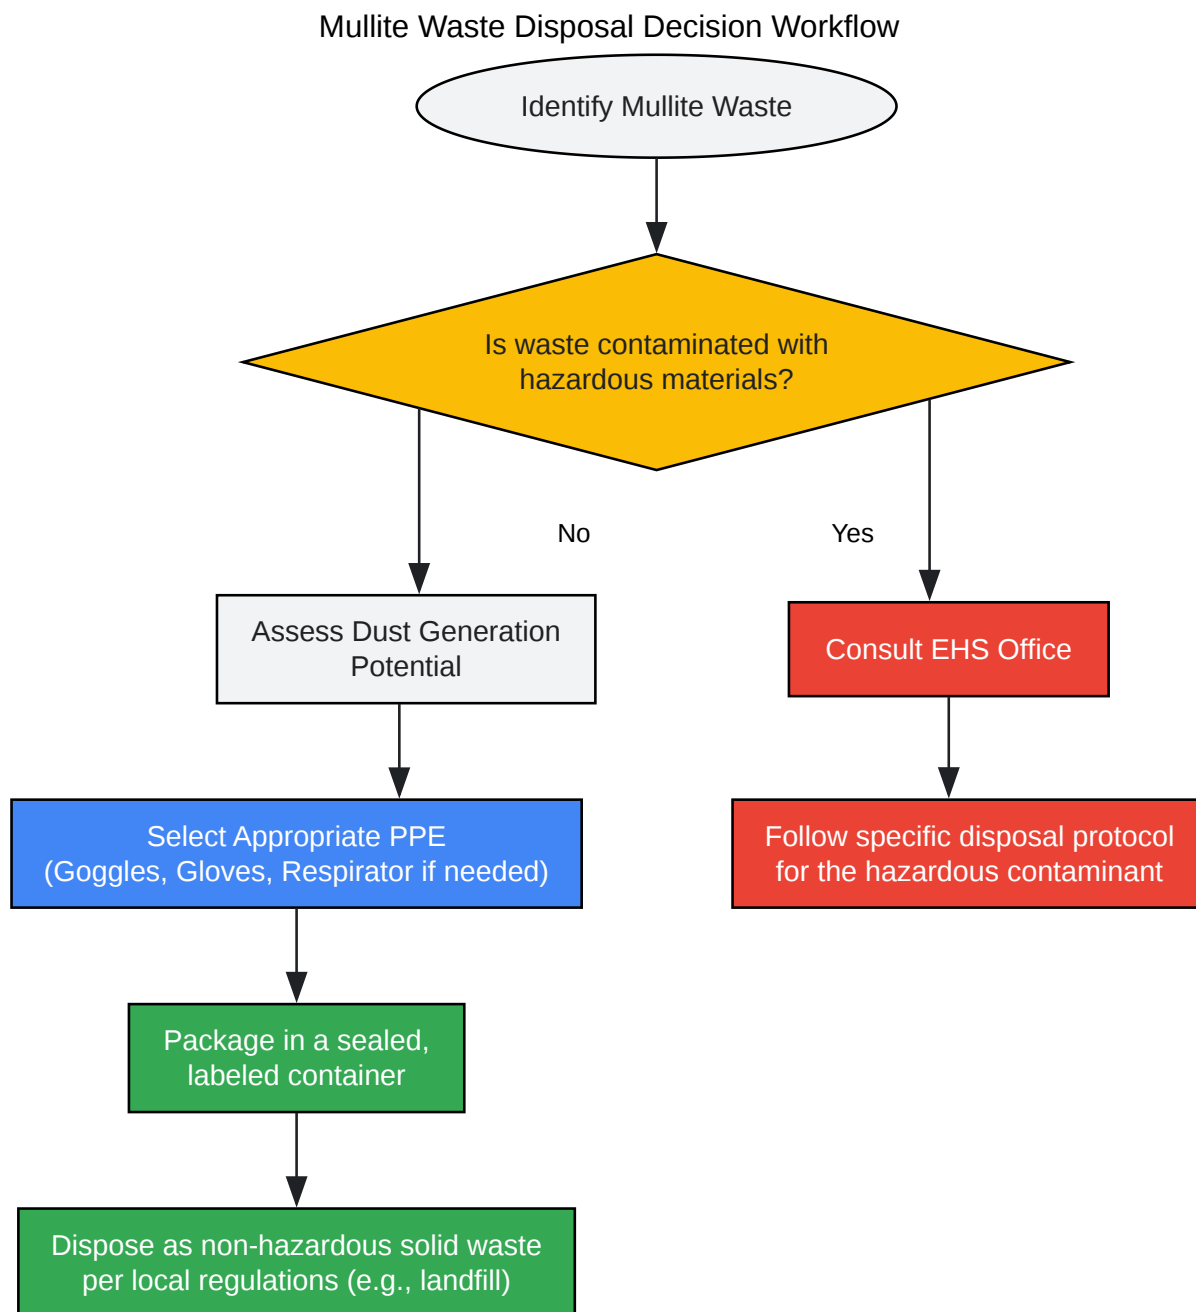 Mullite Waste Disposal Decision Workflow
Identify Mullite Waste
Is waste contaminated with
hazardous materials?
No
Yes
Assess Dust Generation
Potential
Consult EHS Office
Select Appropriate PPE
(Goggles, Gloves, Respirator if needed)
Follow specific disposal protocol
for the hazardous contaminant
Package in a sealed,
labeled container
Dispose as non-hazardous solid waste
per local regulations (e.g., landfill)